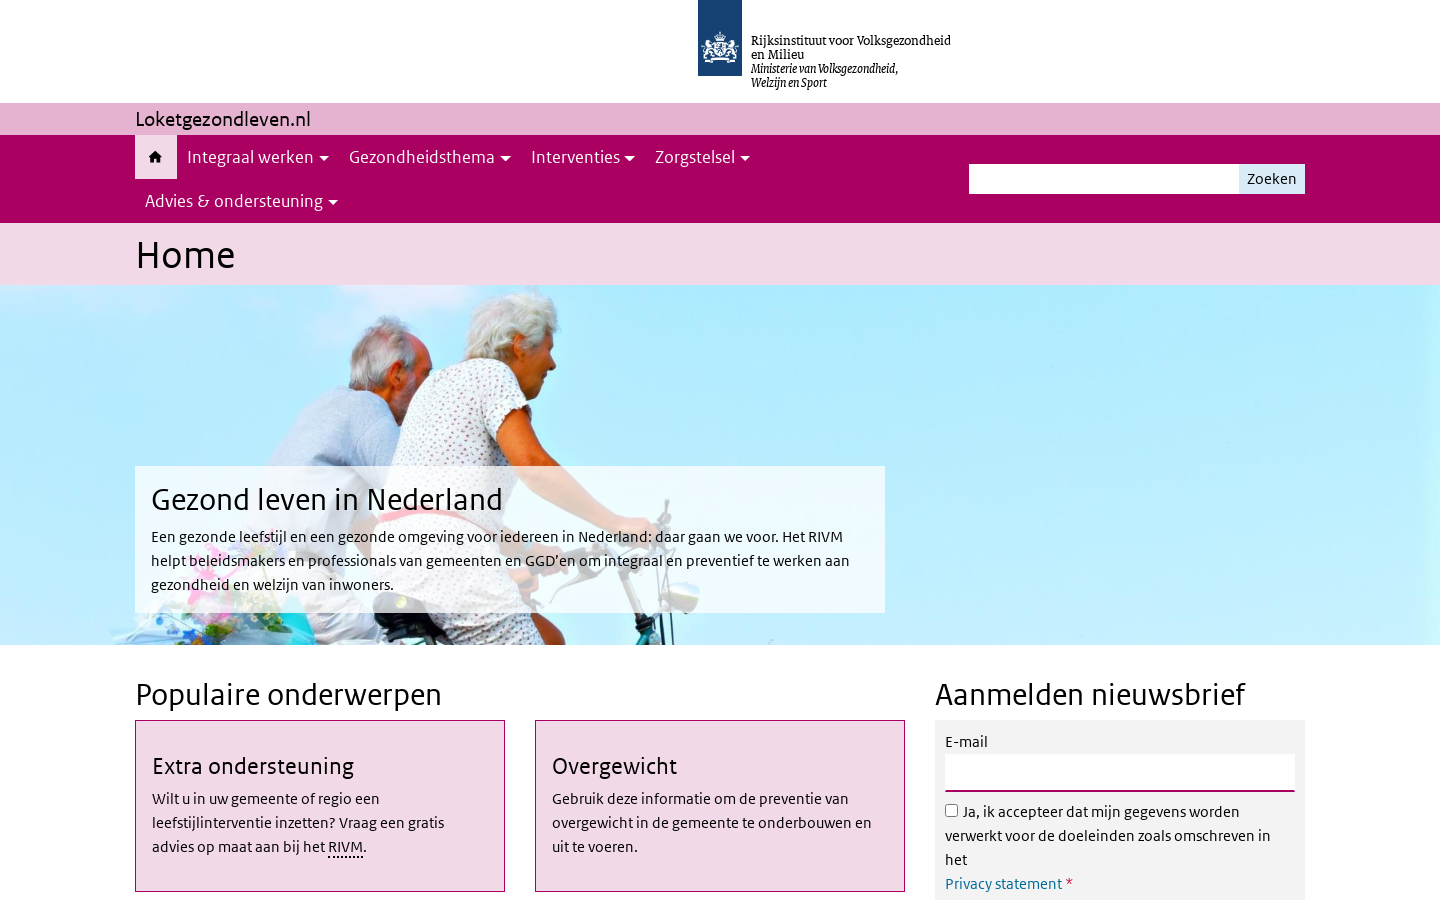 Rijksinstituut voor Volksgezondheid
en Milieu
Ministerie van Volksgezondheid,
Welzijn en Sport
Loketgezondleven.nl
Integraal werken
Gezondheidsthema
Interventies
Zorgstelsel
Zoeken
Advies & ondersteuning
Home
Gezond leven in Nederland
Een gezonde leefstijl en een gezonde omgeving voor iedereen in Nederland: daar gaan we voor. Het RIVM
helpt beleidsmakers en professionals van gemeenten en GGD'en om integraal en preventief te werken aan
gezondheid en welzijn van inwoners.
Populaire onderwerpen
Extra ondersteuning
Wilt u in uw gemeente of regio een
leefstijlinterventie inzetten? Vraag een gratis
advies op maat aan bij het RIVM.
Overgewicht
Gebruik deze informatie om de preventie van
overgewicht in de gemeente te onderbouwen en
uit te voeren.
Aanmelden nieuwsbrief
E-mail
Ja, ik accepteer dat mijn gegevens worden
verwerkt voor de doeleinden zoals omschreven in
het
Privacy statement *